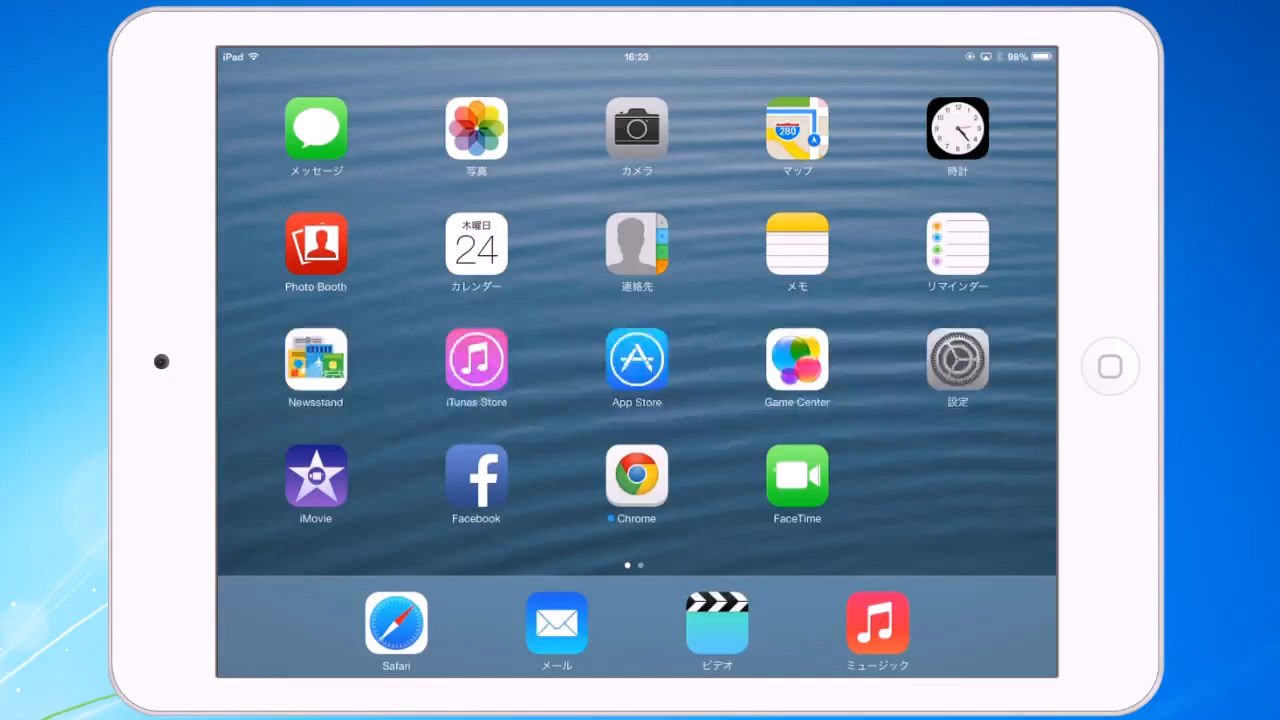 iPad 16:23 98%
メッセージ 写真 カメラ マップ 時計
木曜日
24
280
Photo Booth カレンダー 連絡先 メモ リマインダー
Newsstand iTunes Store App Store Game Center 設定
iMovie Facebook Chrome FaceTime
Safari メール ビデオ ミュージック